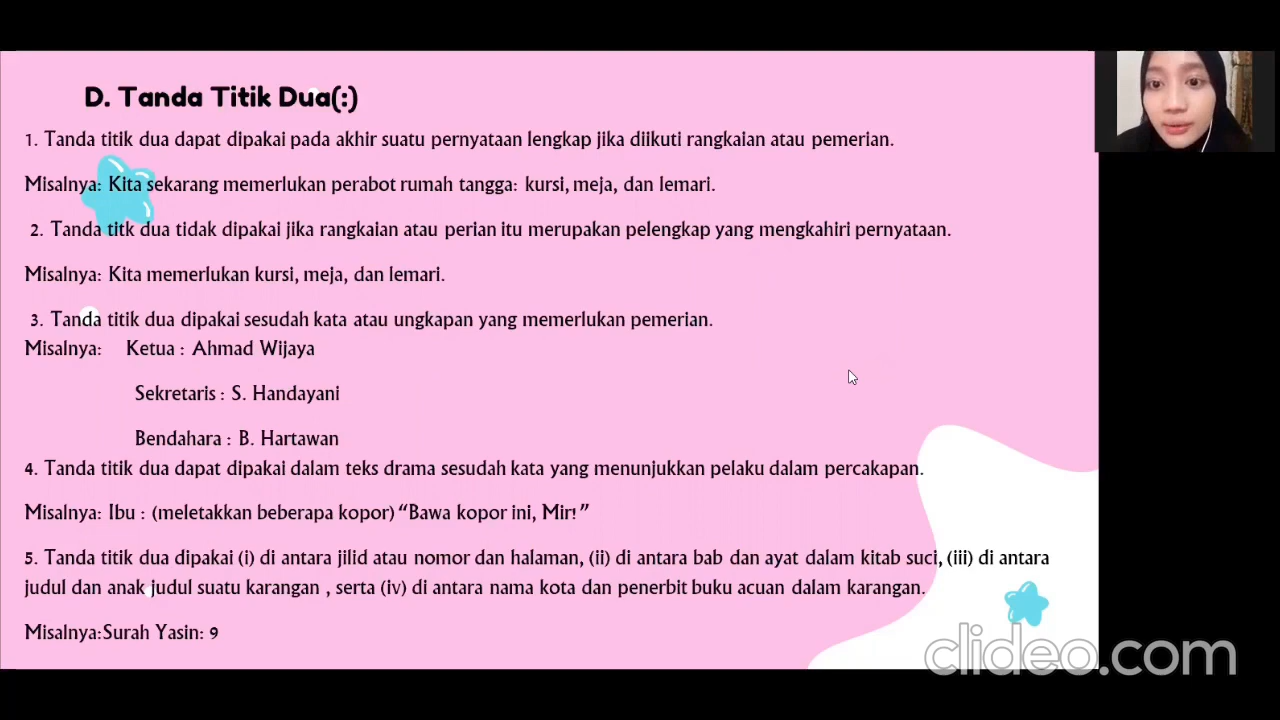 D. Tanda Titik Dua(:)
1. Tanda titik dua dapat dipakai pada akhir suatu pernyataan lengkap jika diikuti rangkaian atau pemerian.
Misalnya: Kita sekarang memerlukan perabot rumah tangga: kursi, meja, dan lemari.
2. Tanda titk dua tidak dipakai jika rangkaian atau perian itu merupakan pelengkap yang mengkahiri pernyataan.
Misalnya: Kita memerlukan kursi, meja, dan lemari.
3. Tanda titik dua dipakai sesudah kata atau ungkapan yang memerlukan pemerian.
Misalnya: Ketua : Ahmad Wijaya
Sekretaris : S. Handayani
Bendahara : B. Hartawan
4. Tanda titik dua dapat dipakai dalam teks drama sesudah kata yang menunjukkan pelaku dalam percakapan.
Misalnya: Ibu : (meletakkan beberapa kopor) “Bawa kopor ini, Mir!”
5. Tanda titik dua dipakai (i) di antara jilid atau nomor dan halaman, (ii) di antara bab dan ayat dalam kitab suci, (iii) di antara
judul dan anak judul suatu karangan , serta (iv) di antara nama kota dan penerbit buku acuan dalam karangan.
Misalnya:Surah Yasin: 9
clideo.com